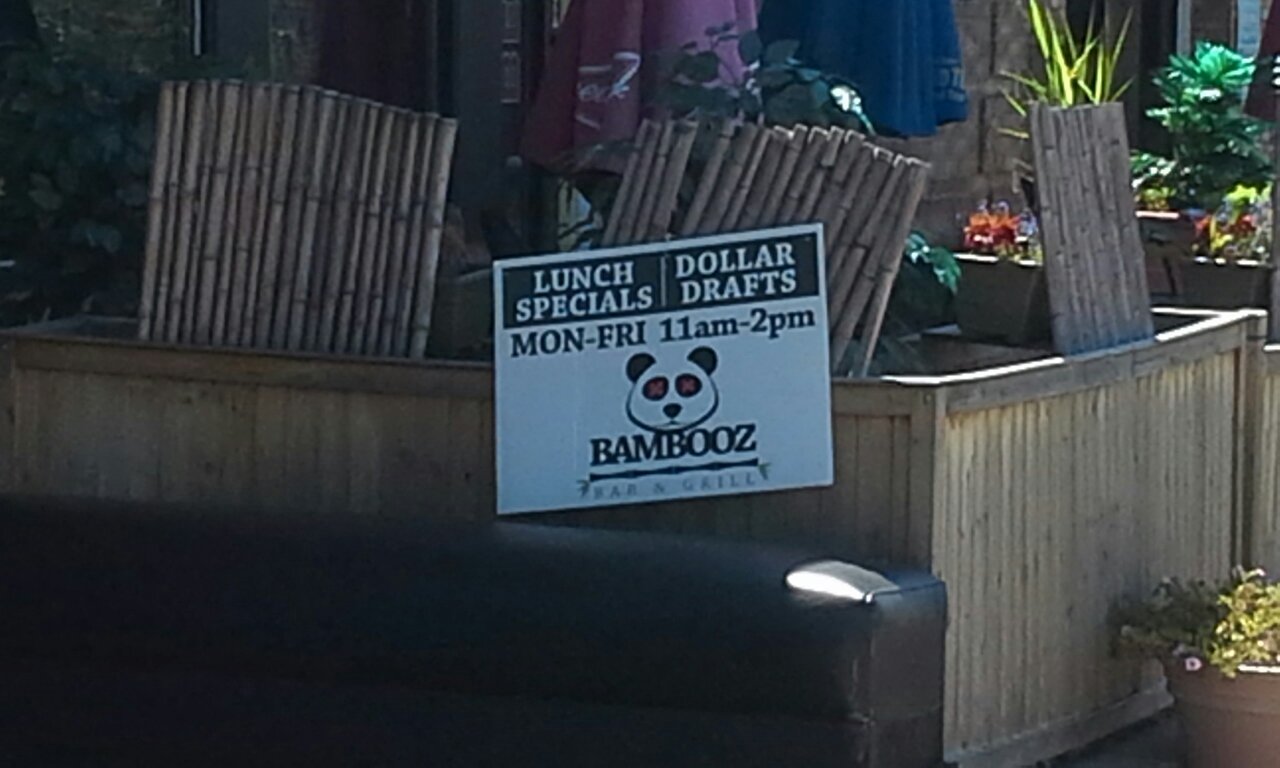 LUNCH SPECIALS | DOLLAR DRAFTS
MON-FRI 11am-2pm
BAMBOOZ
BAR N GRILL